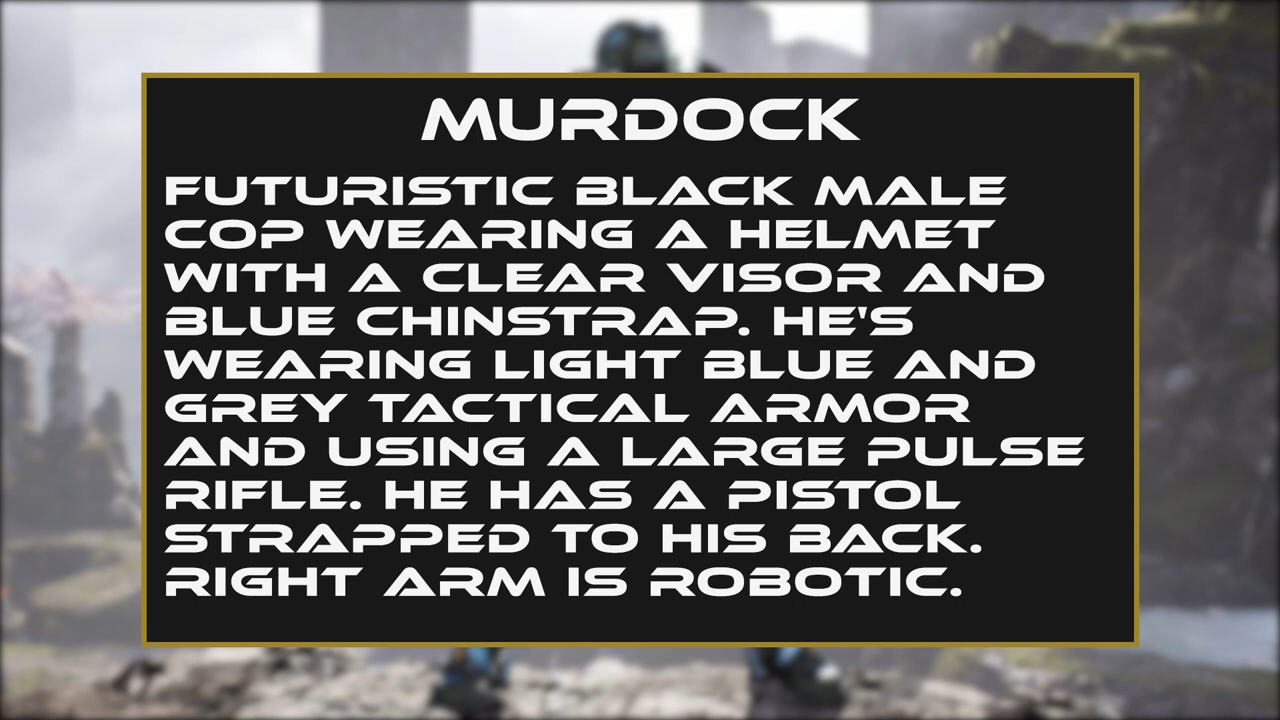 MURDOCK
FUTURISTIC BLACK MALE
COP WEARING A HELMET
WITH A CLEAR VISOR AND
BLUE CHINSTRAP. HE'S
WEARING LIGHT BLUE AND
GREY TACTICAL ARMOR
AND USING A LARGE PULSE
RIFLE. HE HAS A PISTOL
STRAPPED TO HIS BACK.
RIGHT ARM IS ROBOTIC.